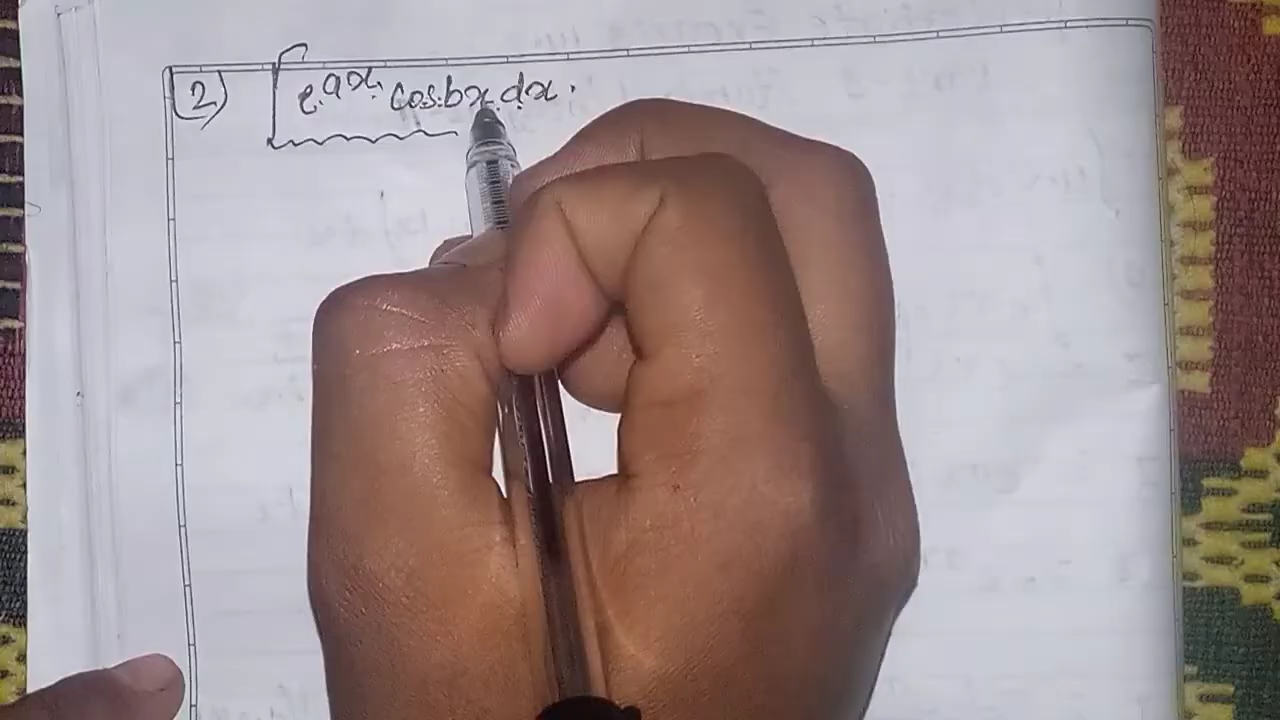 2) ∫ e^ax cos bx dx.